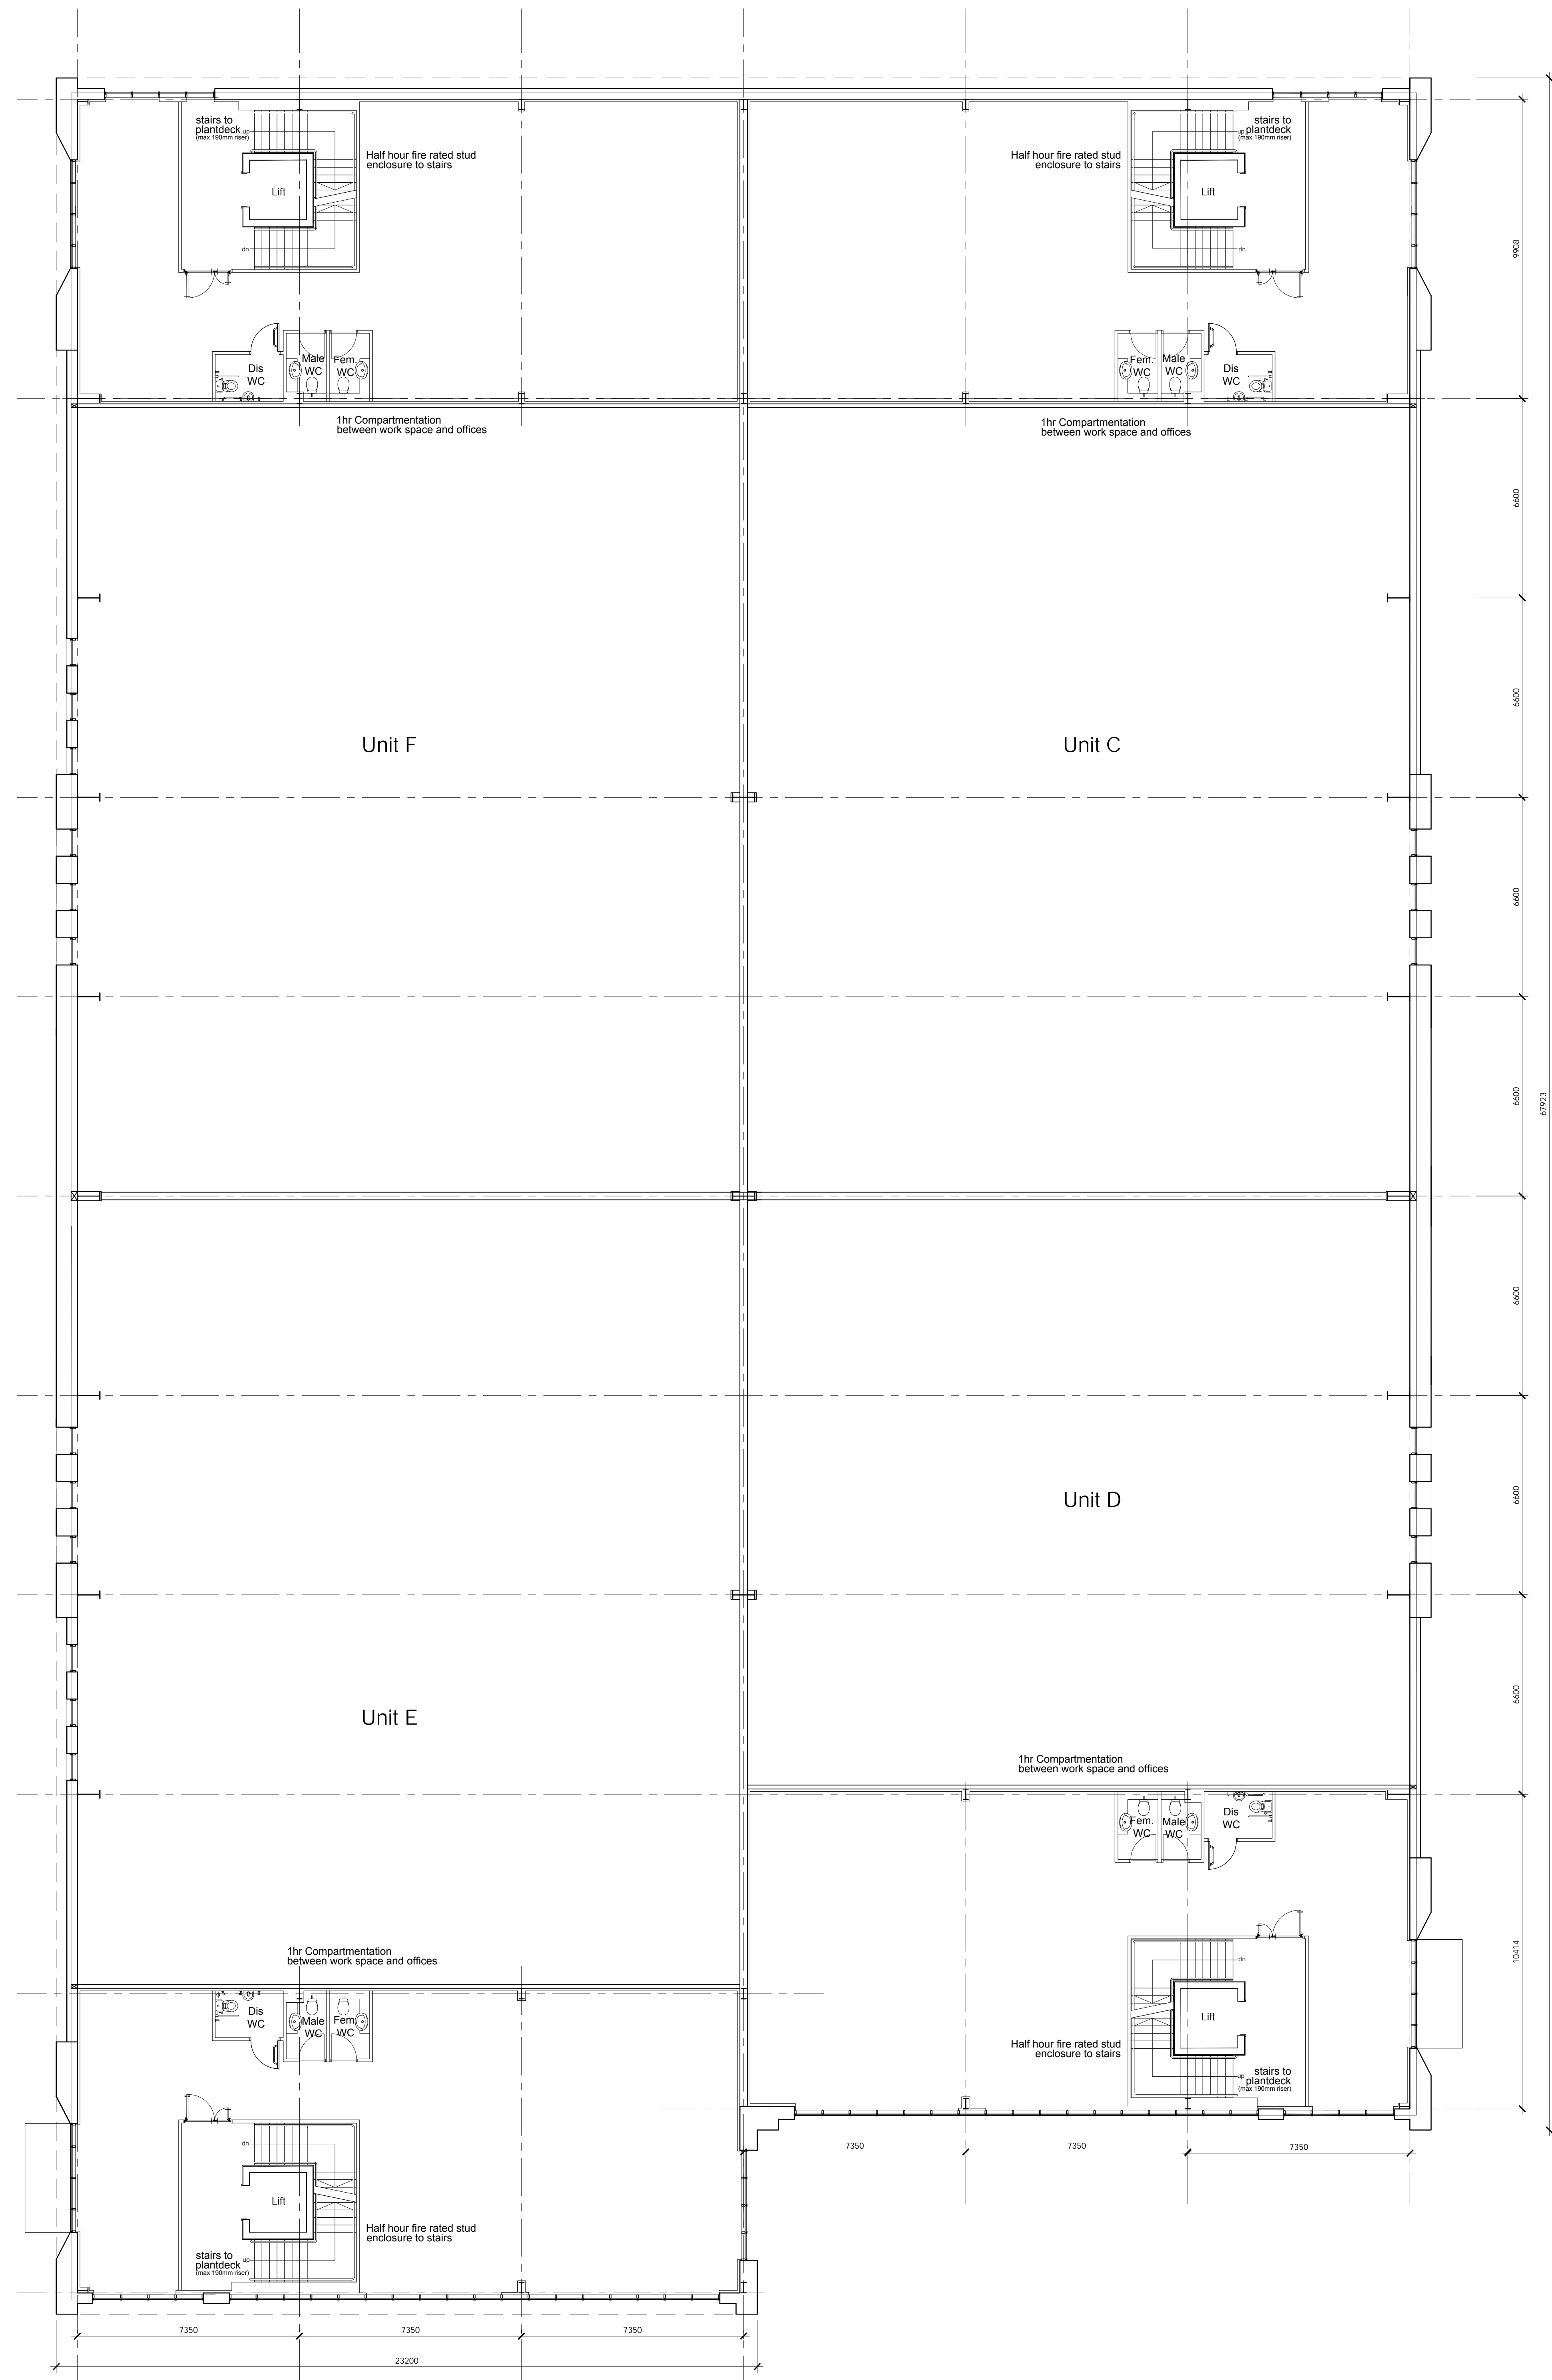 stairs to
plantdeck
(max 190mm riser)
up
Half hour fire rated stud
enclosure to stairs
Lift
dn
Half hour fire rated stud
enclosure to stairs
stairs to
plantdeck
(max 190mm riser)
up
Lift
dn
9908
Dis
WC
Male
WC
Fem.
WC
Fem.
WC
Male
WC
Dis
WC
1hr Compartmentation
between work space and offices
1hr Compartmentation
between work space and offices
6600
6600
Unit F
Unit C
6600
6600
67923
6600
6600
Unit D
6600
Unit E
1hr Compartmentation
between work space and offices
Fem.
WC
Male
WC
Dis
WC
10414
1hr Compartmentation
between work space and offices
dn
Lift
Half hour fire rated stud
enclosure to stairs
up
stairs to
plantdeck
(max 190mm riser)
Dis
WC
Male
WC
Fem.
WC
7350
7350
7350
dn
Lift
Half hour fire rated stud
enclosure to stairs
stairs to
plantdeck
(max 190mm riser)
up
7350
7350
7350
23200